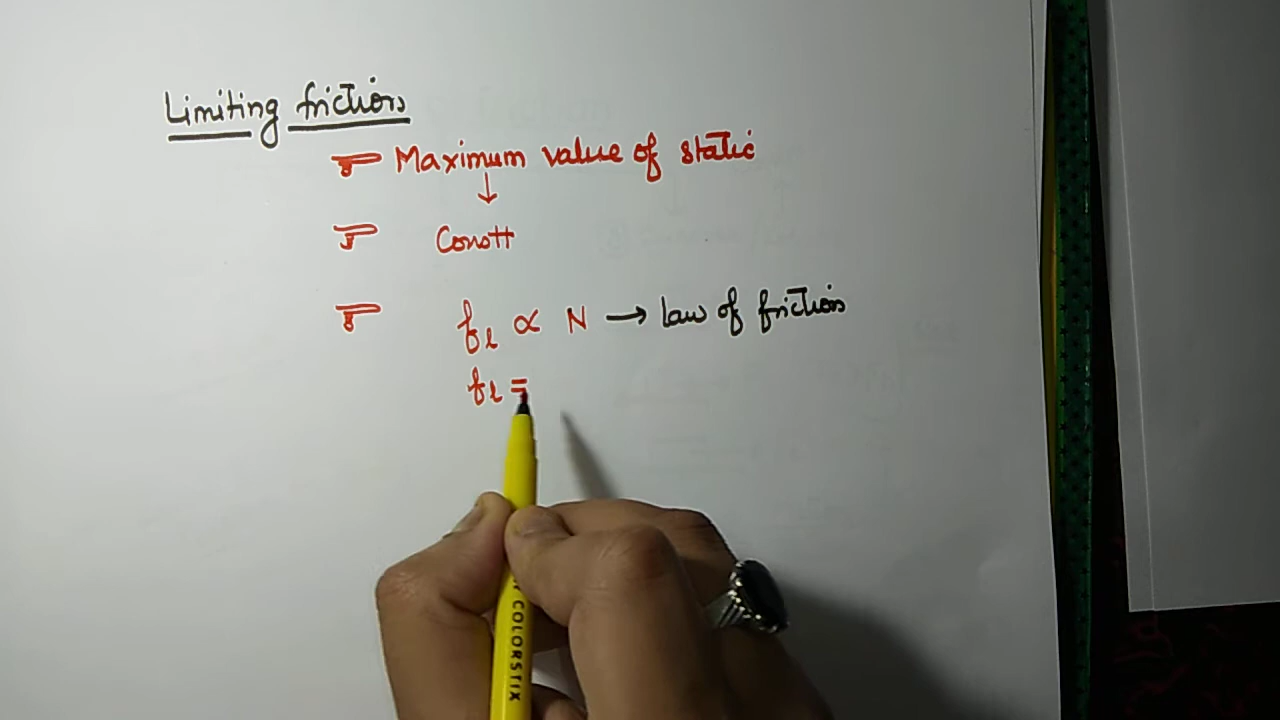 Limiting friction
Maximum value of static
Constt
fl ∝ N → law of friction
fl =
COLORSTIX